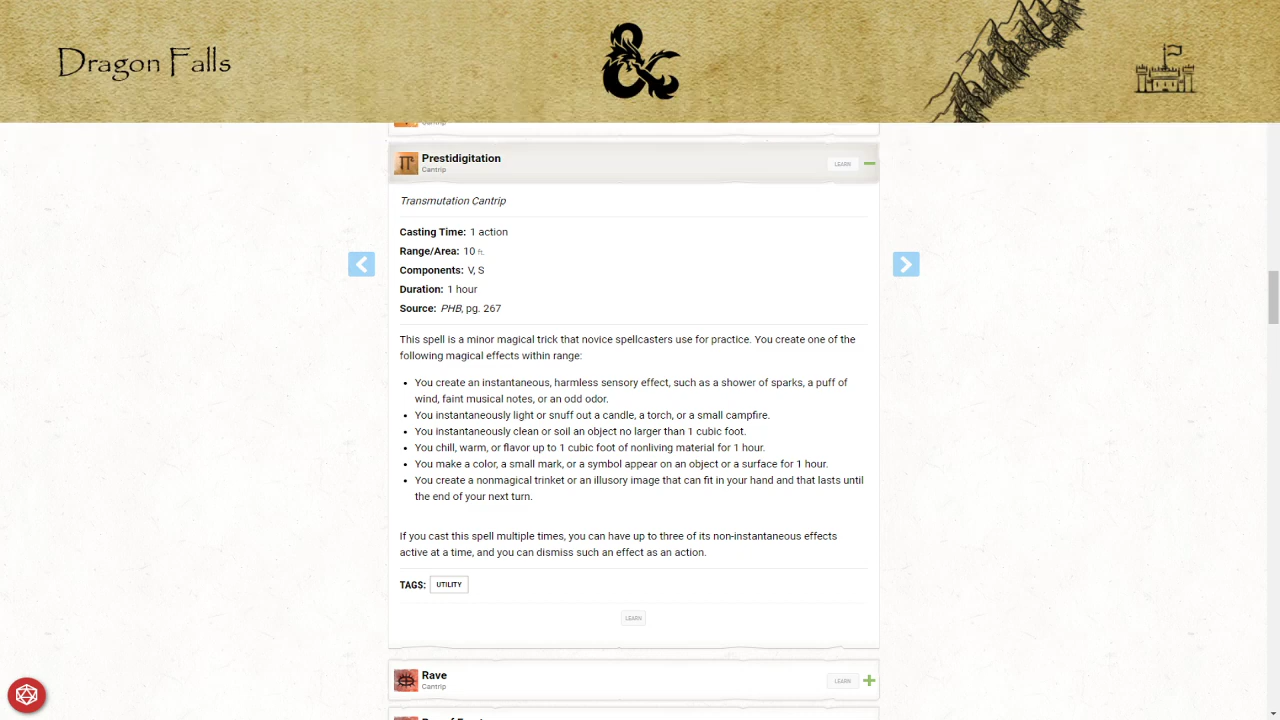 Dragon Falls
Prestidigitation
Cantrip
LEARN
Transmutation Cantrip
Casting Time: 1 action
Range/Area: 10 ft.
Components: V, S
Duration: 1 hour
Source: PHB, pg. 267
This spell is a minor magical trick that novice spellcasters use for practice. You create one of the
following magical effects within range:
• You create an instantaneous, harmless sensory effect, such as a shower of sparks, a puff of
wind, faint musical notes, or an odd odor.
• You instantaneously light or snuff out a candle, a torch, or a small campfire.
• You instantaneously clean or soil an object no larger than 1 cubic foot.
• You chill, warm, or flavor up to 1 cubic foot of nonliving material for 1 hour.
• You make a color, a small mark, or a symbol appear on an object or a surface for 1 hour.
• You create a nonmagical trinket or an illusory image that can fit in your hand and that lasts until
the end of your next turn.
If you cast this spell multiple times, you can have up to three of its non-instantaneous effects
active at a time, and you can dismiss such an effect as an action.
TAGS: UTILITY
LEARN
Rave
Cantrip
LEARN